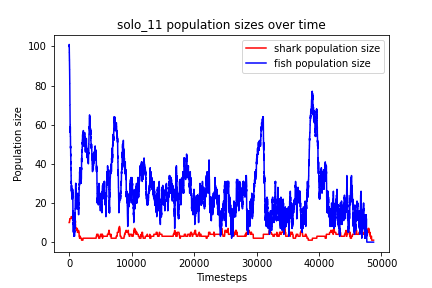 solo_11 population sizes over time
100
80
60
40
20
0
Population size
shark population size
fish population size
0 10000 20000 30000 40000 50000
Timesteps